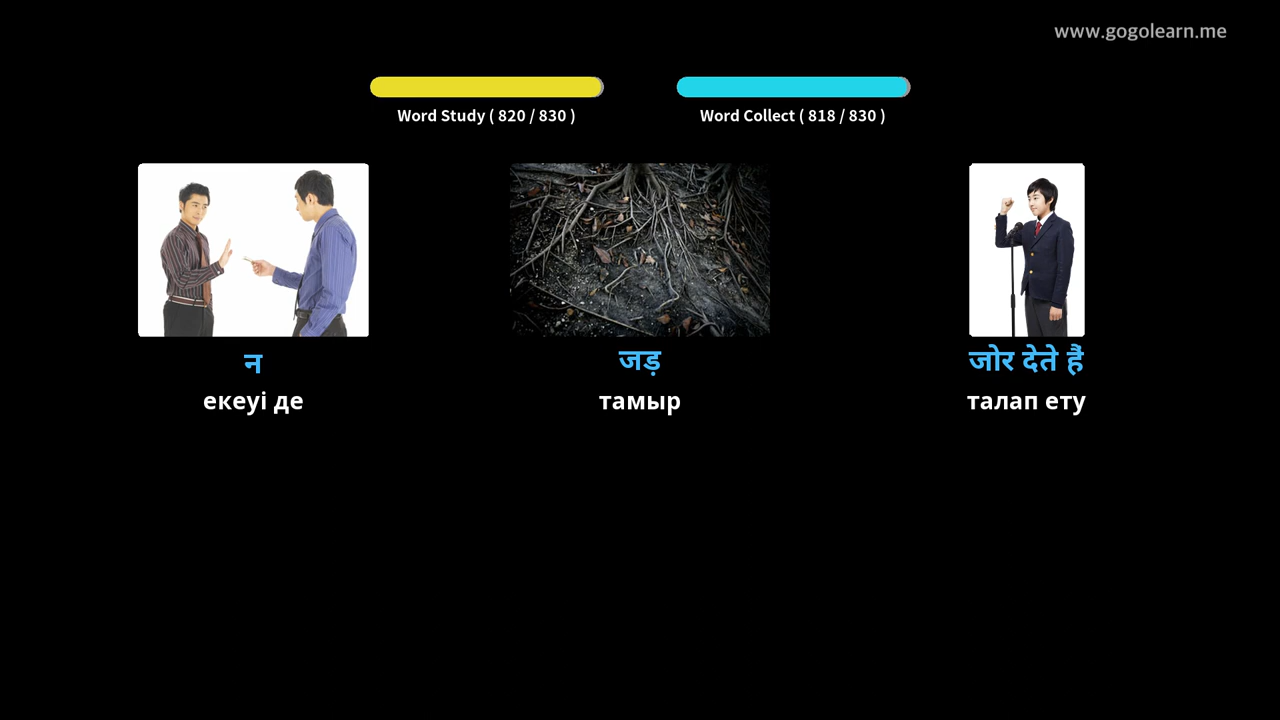 www.gogolearn.me
Word Study ( 820 / 830 )
Word Collect ( 818 / 830 )
न
जड़
जोर देते हैं
екеуі де
тамыр
талап ету